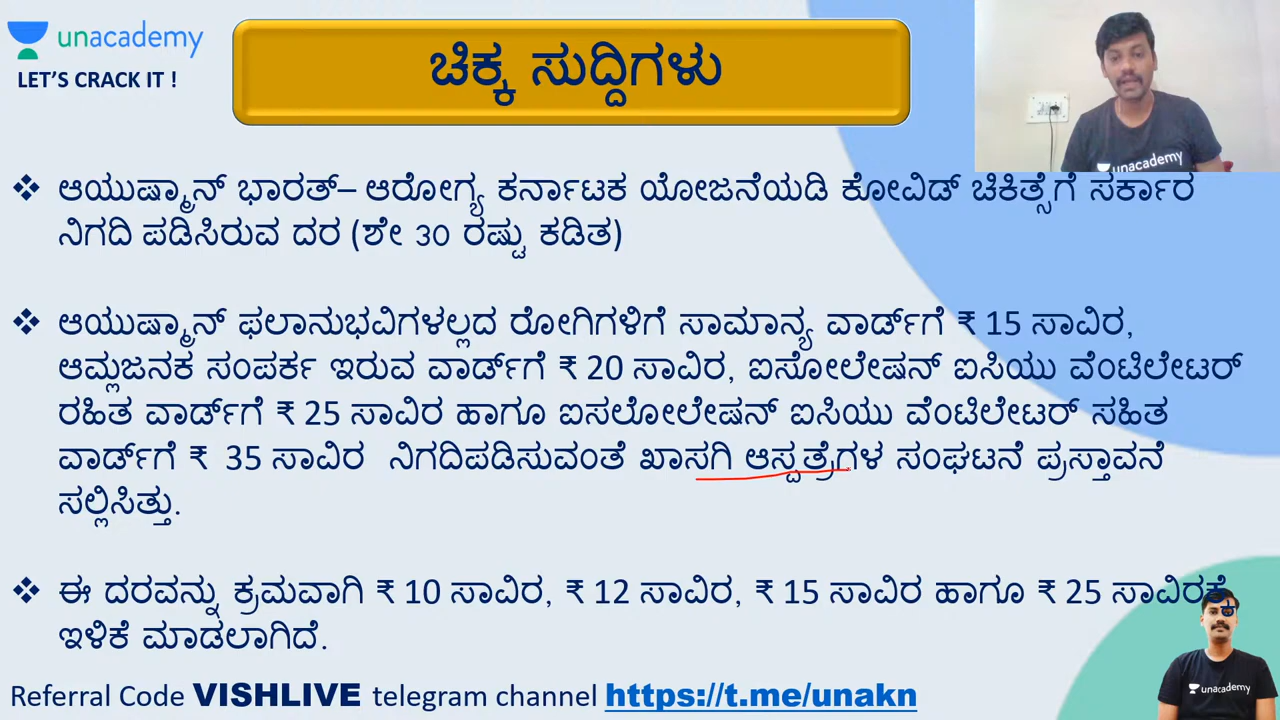 unacademy
LET'S CRACK IT !
ಚಿಕ್ಕ ಸುದ್ದಿಗಳು
unacademy
❖ ಆಯುಷ್ಮಾನ್ ಭಾರತ್– ಆರೋಗ್ಯ ಕರ್ನಾಟಕ ಯೋಜನೆಯಡಿ ಕೋವಿಡ್ ಚಿಕಿತ್ಸೆಗೆ ಸರ್ಕಾರ
ನಿಗದಿ ಪಡಿಸಿರುವ ದರ (ಶೇ 30 ರಷ್ಟು ಕಡಿತ)
❖ ಆಯುಷ್ಮಾನ್ ಫಲಾನುಭವಿಗಳಲ್ಲದ ರೋಗಿಗಳಿಗೆ ಸಾಮಾನ್ಯ ವಾರ್ಡ್‌ಗೆ ₹ 15 ಸಾವಿರ,
ಆಮ್ಲಜನಕ ಸಂಪರ್ಕ ಇರುವ ವಾರ್ಡ್‌ಗೆ ₹ 20 ಸಾವಿರ, ಐಸೋಲೇಷನ್ ಐಸಿಯು ವೆಂಟಿಲೇಟರ್
ರಹಿತ ವಾರ್ಡ್‌ಗೆ ₹ 25 ಸಾವಿರ ಹಾಗೂ ಐಸಲೋಲೇಷನ್ ಐಸಿಯು ವೆಂಟಿಲೇಟರ್ ಸಹಿತ
ವಾರ್ಡ್‌ಗೆ ₹ 35 ಸಾವಿರ ನಿಗದಿಪಡಿಸುವಂತೆ ಖಾಸಗಿ ಆಸ್ಪತ್ರೆಗಳ ಸಂಘಟನೆ ಪ್ರಸ್ತಾವನೆ
ಸಲ್ಲಿಸಿತ್ತು.
❖ ಈ ದರವನ್ನು ಕ್ರಮವಾಗಿ ₹ 10 ಸಾವಿರ, ₹ 12 ಸಾವಿರ, ₹ 15 ಸಾವಿರ ಹಾಗೂ ₹ 25 ಸಾವಿರಕ್ಕೆ
ಇಳಿಕೆ ಮಾಡಲಾಗಿದೆ.
unacademy
Referral Code VISHLIVE telegram channel https://t.me/unakn